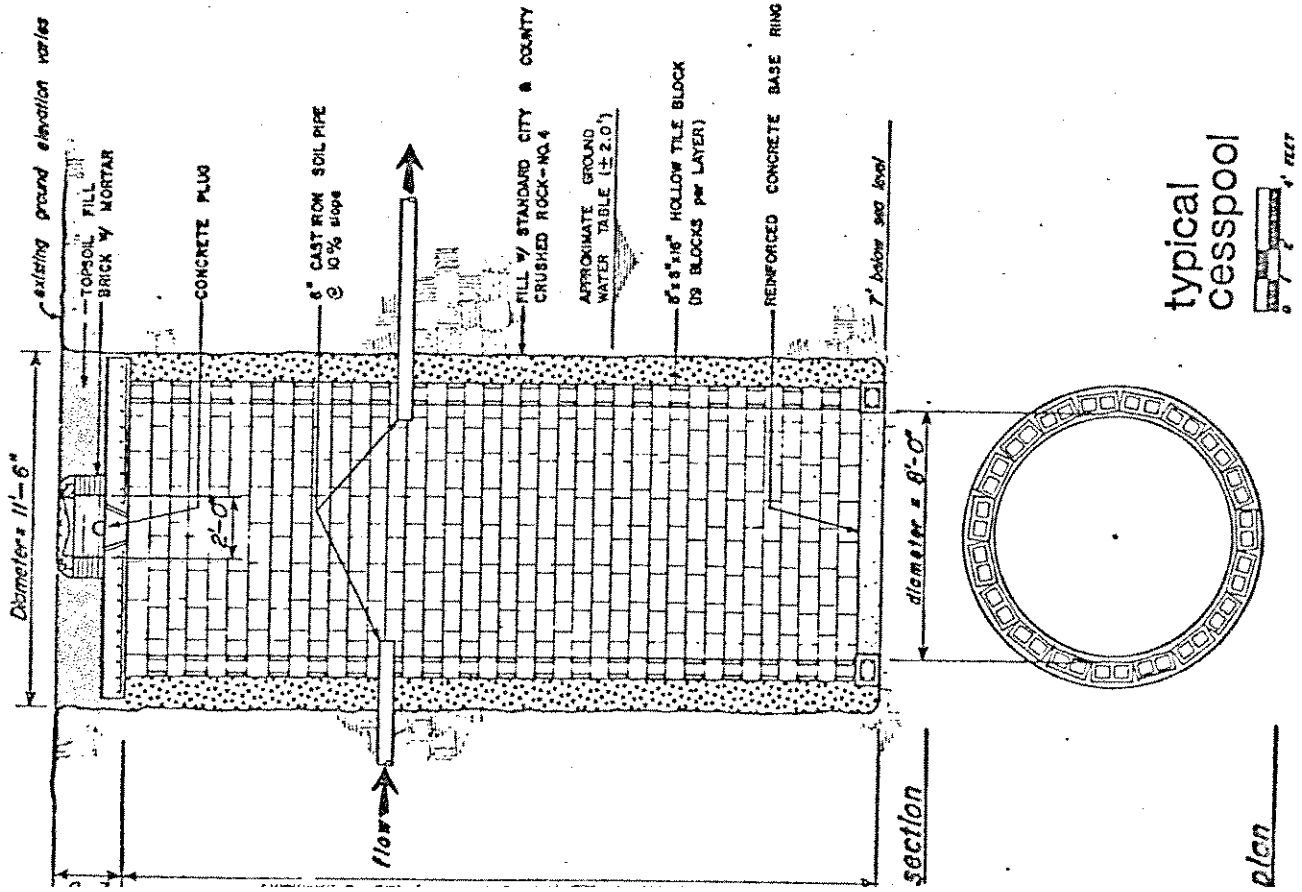 existing ground elevation varies
Diameter = 11'-6"
TOPSOIL FILL
BRICK W/ MORTAR
CONCRETE PLUG
2'-0"
6" CAST IRON SOIL PIPE
@ 10% slope
flow
FILL W/ STANDARD CITY & COUNTY
CRUSHED ROCK-NO. 4
APPROXIMATE GROUND
WATER TABLE (± 2.0')
8"x 8"x16" HOLLOW TILE BLOCK
(19 BLOCKS per LAYER)
REINFORCED CONCRETE BASE RING
7' below sea level
section
diameter = 8'-0"
typical
cesspool
0 1 2' 4' FEET
plan